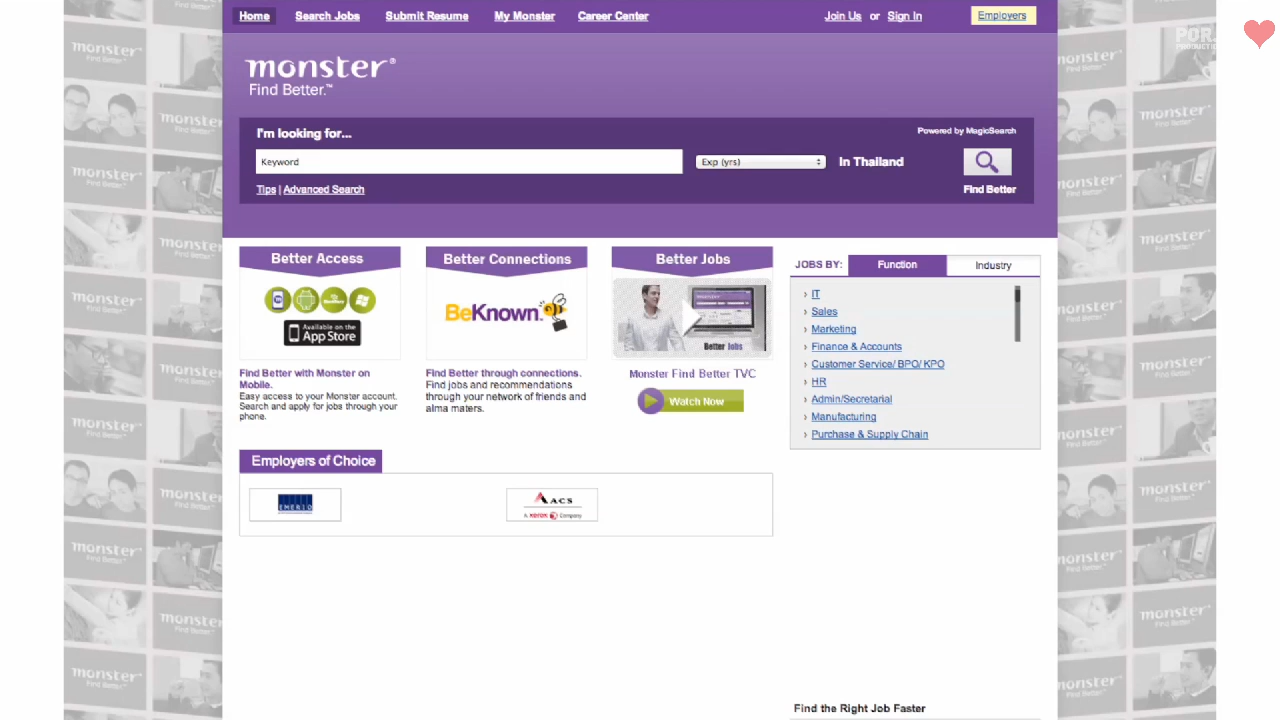 Home Search Jobs Submit Resume My Monster Career Center Join Us or Sign In Employers
monster®
Find Better.™
I'm looking for...
Powered by MagicSearch
Keyword
Exp (yrs)
In Thailand
Tips | Advanced Search
Find Better
Better Access
Available on the
App Store
Find Better with Monster on
Mobile.
Easy access to your Monster account.
Search and apply for jobs through your
phone.
Better Connections
BeKnown
Find Better through connections.
Find jobs and recommendations
through your network of friends and
alma maters.
Better Jobs
Better Jobs
Monster Find Better TVC
Watch Now
JOBS BY: Function Industry
› IT
› Sales
› Marketing
› Finance & Accounts
› Customer Service/ BPO/ KPO
› HR
› Admin/Secretarial
› Manufacturing
› Purchase & Supply Chain
Employers of Choice
EMERIO
ACS
A xerox Company
Find the Right Job Faster